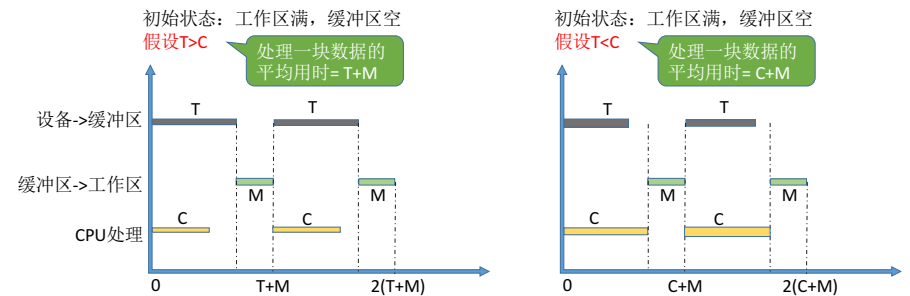 初始状态：工作区满，缓冲区空
假设T>C
处理一块数据的
平均用时= T+M
T
T
设备->缓冲区
缓冲区->工作区
M
M
C
C
CPU处理
0
T+M
2(T+M)
初始状态：工作区满，缓冲区空
假设T<C
处理一块数据的
平均用时= C+M
T
T
M
M
C
C
0
C+M
2(C+M)